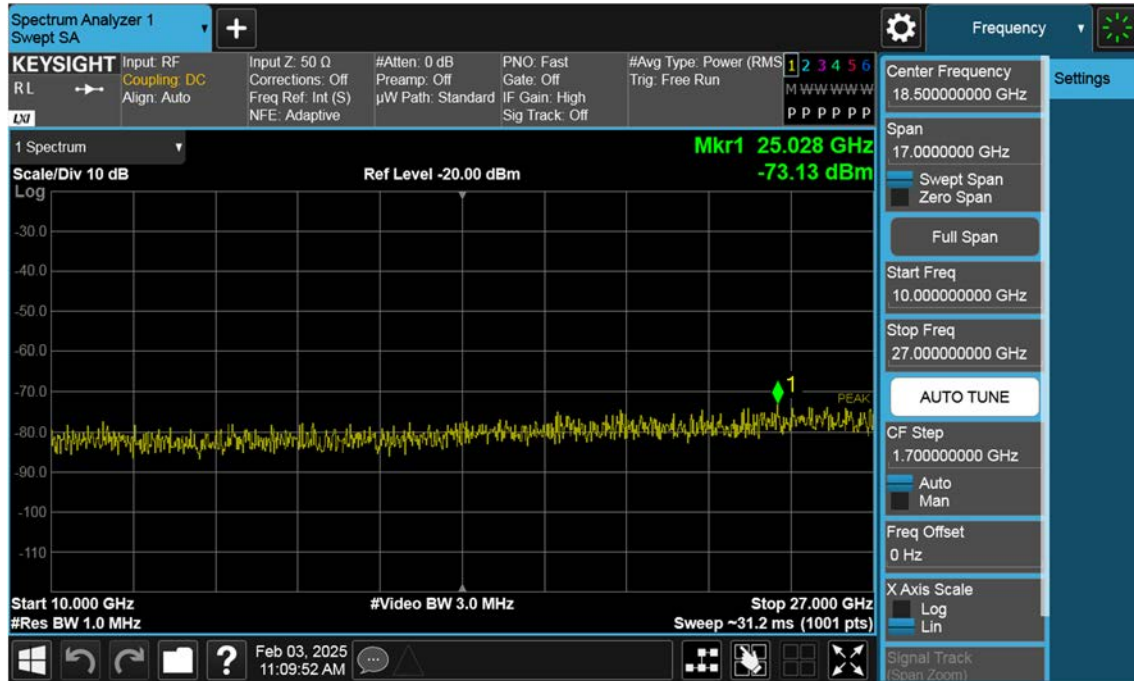 Spectrum Analyzer 1
Swept SA
Frequency
KEYSIGHT
RL
LXI
Input: RF
Coupling: DC
Align: Auto
Input Z: 50 Ω
Corrections: Off
Freq Ref: Int (S)
NFE: Adaptive
#Atten: 0 dB
Preamp: Off
µW Path: Standard
PNO: Fast
Gate: Off
IF Gain: High
Sig Track: Off
#Avg Type: Power (RMS
Trig: Free Run
1 2 3 4 5 6
M W W W W W
P P P P P P
1 Spectrum
Mkr1 25.028 GHz
-73.13 dBm
Scale/Div 10 dB
Ref Level -20.00 dBm
Log
-30.0
-40.0
-50.0
-60.0
-70.0
-80.0
-90.0
-100
-110
1
PEAK
Start 10.000 GHz
#Video BW 3.0 MHz
Stop 27.000 GHz
#Res BW 1.0 MHz
Sweep ~31.2 ms (1001 pts)
?
Feb 03, 2025
11:09:52 AM
Center Frequency
18.500000000 GHz
Settings
Span
17.0000000 GHz
Swept Span
Zero Span
Full Span
Start Freq
10.000000000 GHz
Stop Freq
27.000000000 GHz
AUTO TUNE
CF Step
1.700000000 GHz
Auto
Man
Freq Offset
0 Hz
X Axis Scale
Log
Lin
Signal Track
(Span Zoom)